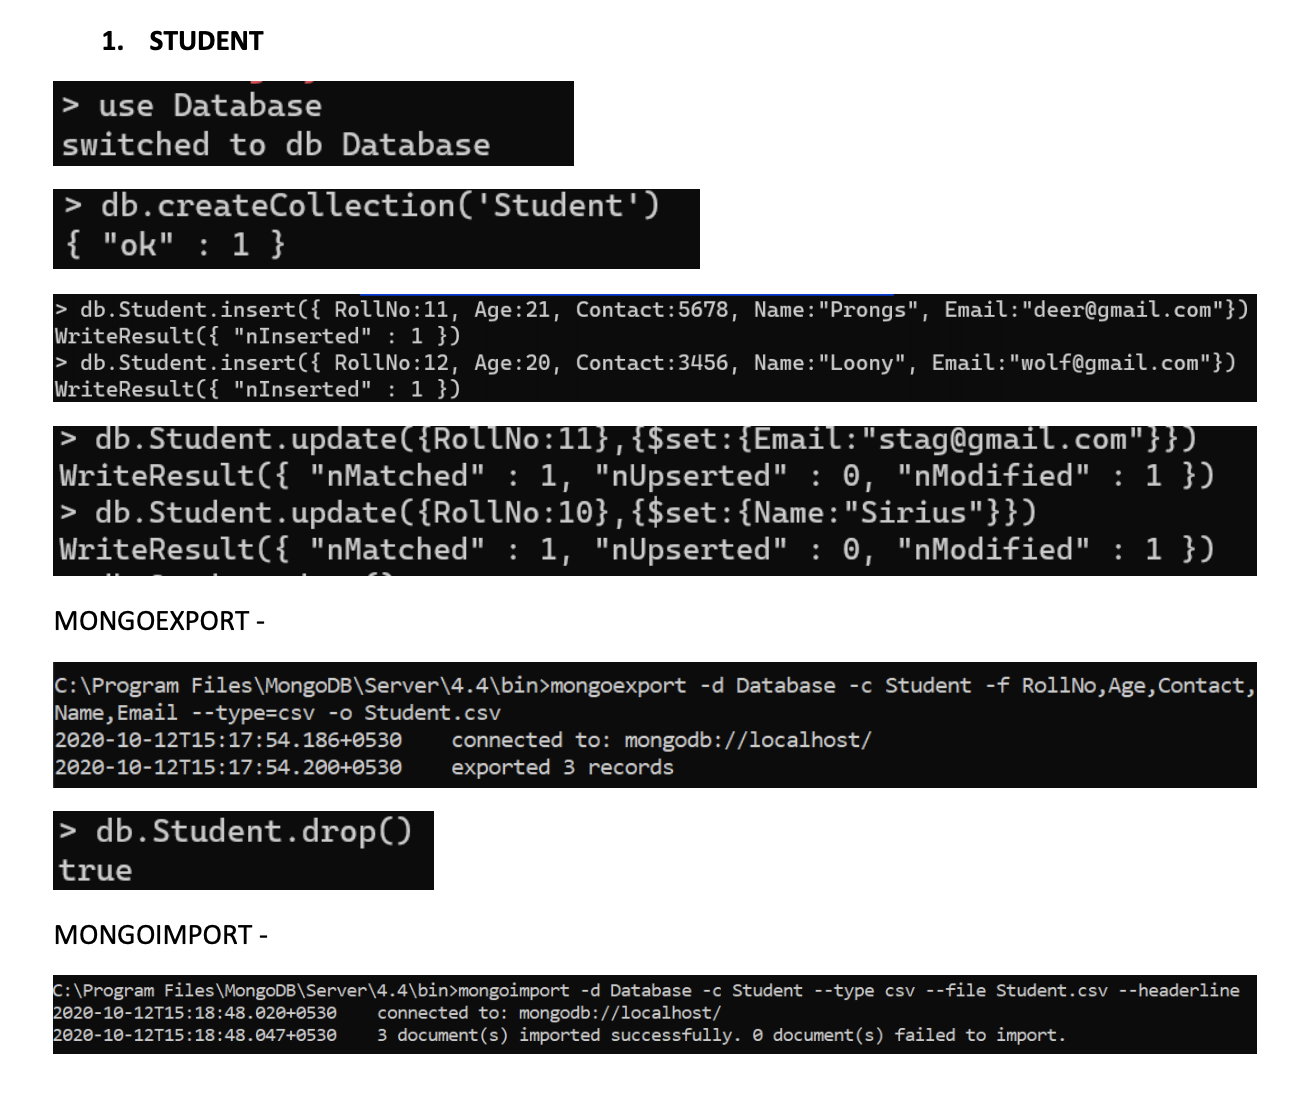 1. STUDENT
> use Database
switched to db Database
> db.createCollection('Student')
{ "ok" : 1 }
> db.Student.insert({ RollNo:11, Age:21, Contact:5678, Name:"Prongs", Email:"deer@gmail.com"})
WriteResult({ "nInserted" : 1 })
> db.Student.insert({ RollNo:12, Age:20, Contact:3456, Name:"Loony", Email:"wolf@gmail.com"})
WriteResult({ "nInserted" : 1 })
> db.Student.update({RollNo:11},{$set:{Email:"stag@gmail.com"}})
WriteResult({ "nMatched" : 1, "nUpserted" : 0, "nModified" : 1 })
> db.Student.update({RollNo:10},{$set:{Name:"Sirius"}})
WriteResult({ "nMatched" : 1, "nUpserted" : 0, "nModified" : 1 })
MONGOEXPORT -
C:\Program Files\MongoDB\Server\4.4\bin>mongoexport -d Database -c Student -f RollNo,Age,Contact,
Name,Email --type=csv -o Student.csv
2020-10-12T15:17:54.186+0530 connected to: mongodb://localhost/
2020-10-12T15:17:54.200+0530 exported 3 records
> db.Student.drop()
true
MONGOIMPORT -
C:\Program Files\MongoDB\Server\4.4\bin>mongoimport -d Database -c Student --type csv --file Student.csv --headerline
2020-10-12T15:18:48.020+0530 connected to: mongodb://localhost/
2020-10-12T15:18:48.047+0530 3 document(s) imported successfully. 0 document(s) failed to import.